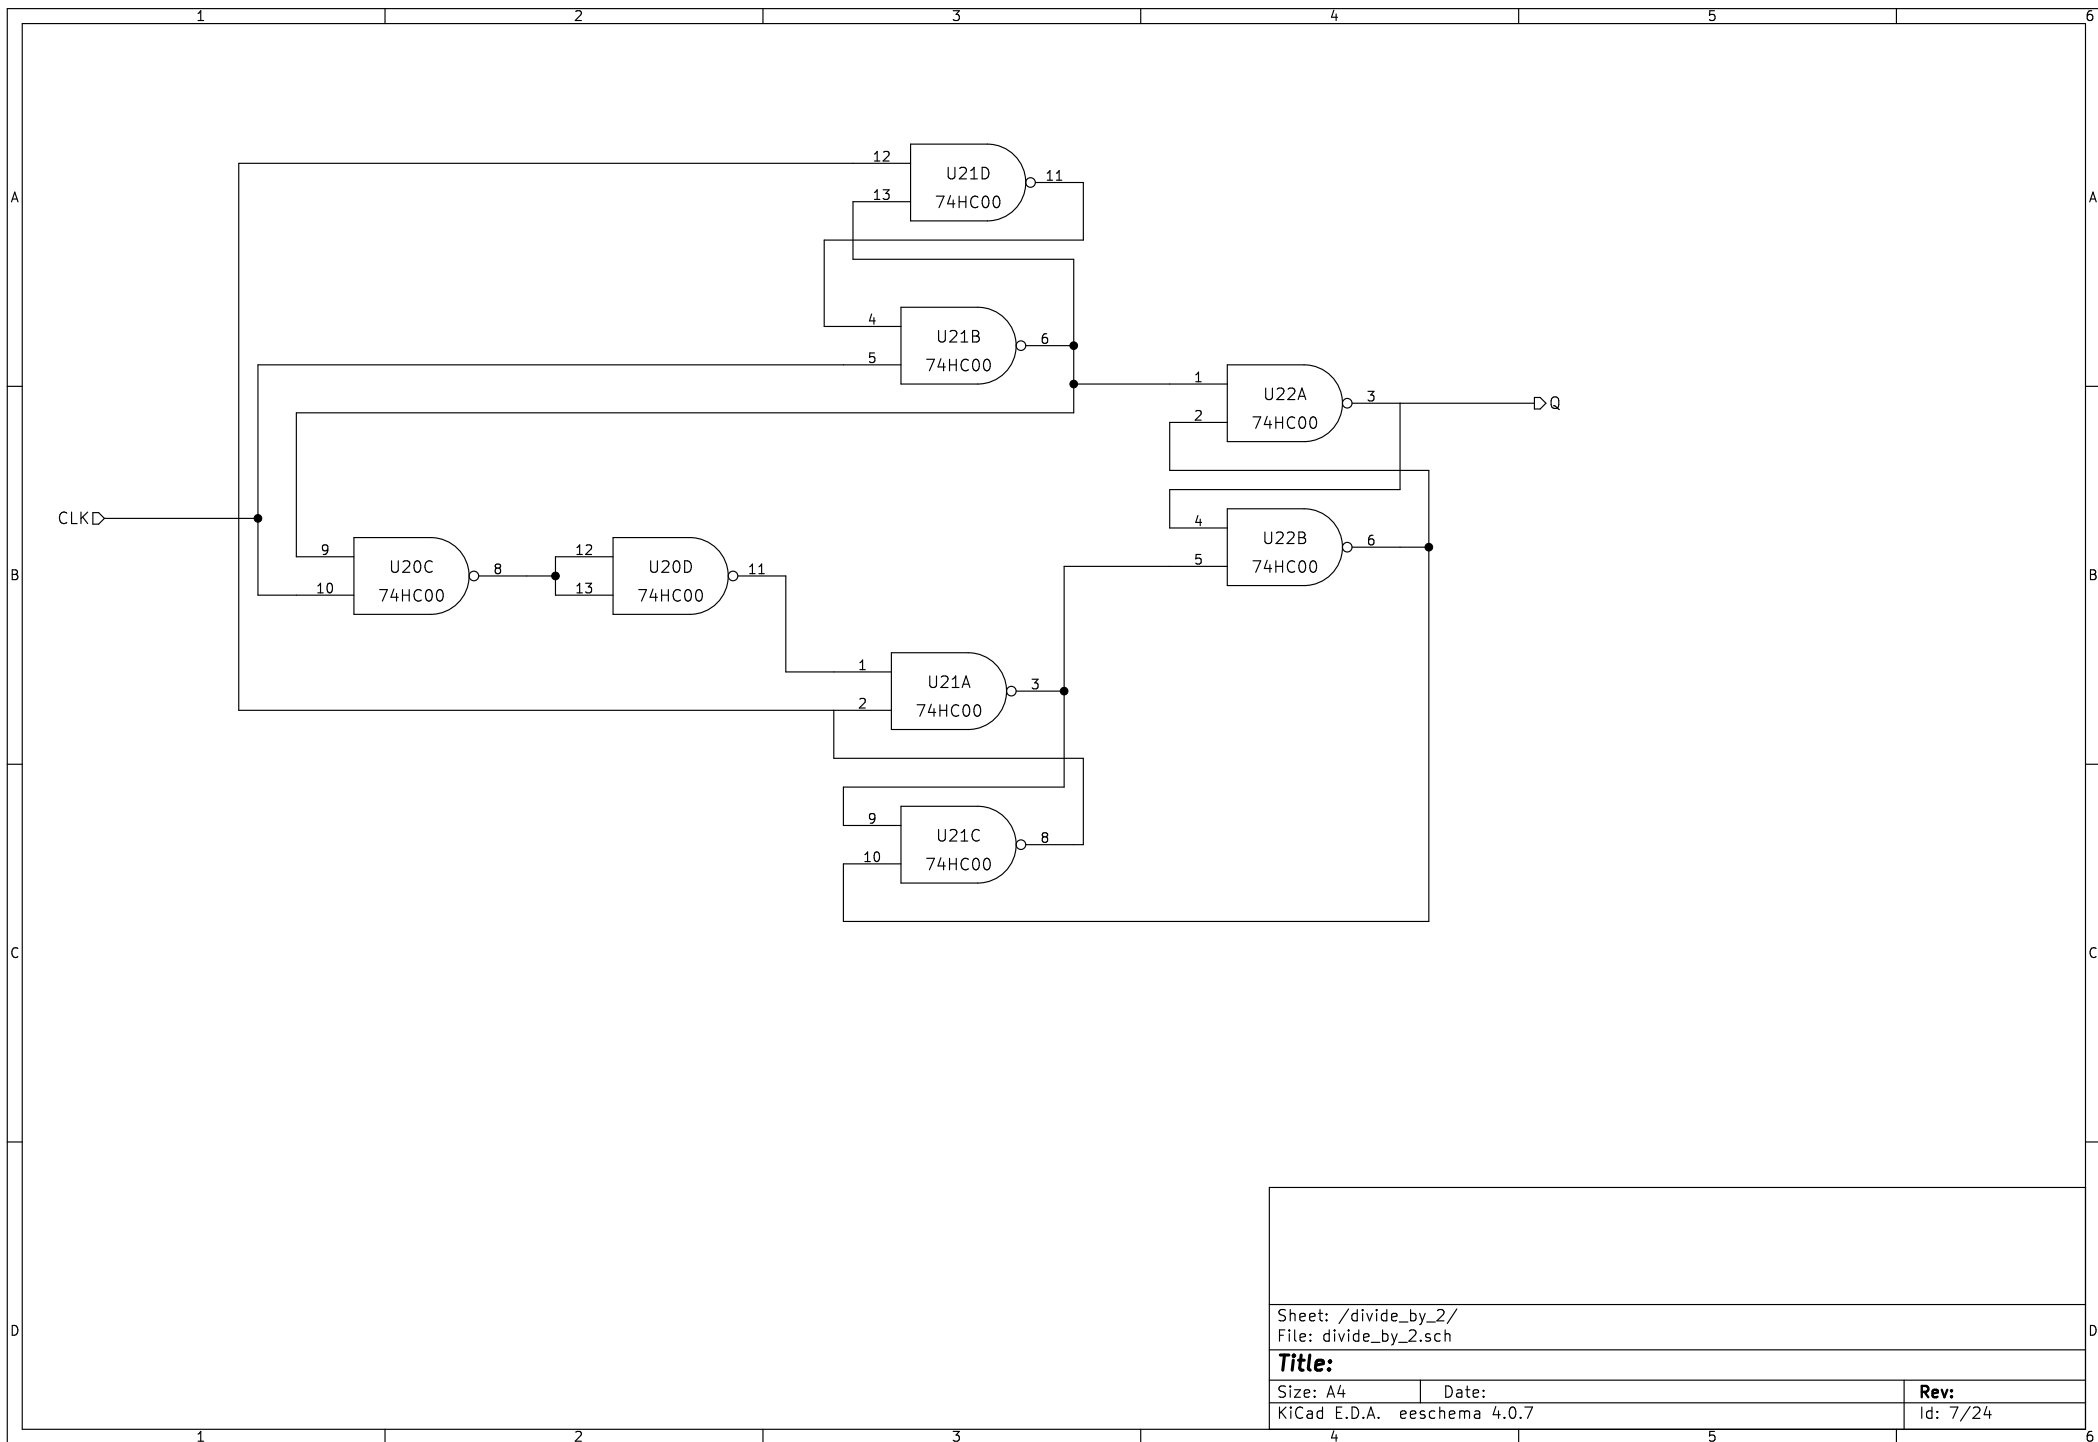 1 2 3 4 5 6
A A
12 U21D 11
13 74HC00
4 U21B 6
5 74HC00
1 U22A 3 Q
2 74HC00
CLK
4 U22B 6
5 74HC00
9 U20C 8 12 U20D 11
10 74HC00 13 74HC00
B B
1 U21A 3
2 74HC00
9 U21C 8
10 74HC00
C C
Sheet: /divide_by_2/
File: divide_by_2.sch
D D
Title:
Size: A4 Date: Rev:
KiCad E.D.A. eeschema 4.0.7 Id: 7/24
1 2 3 4 5 6